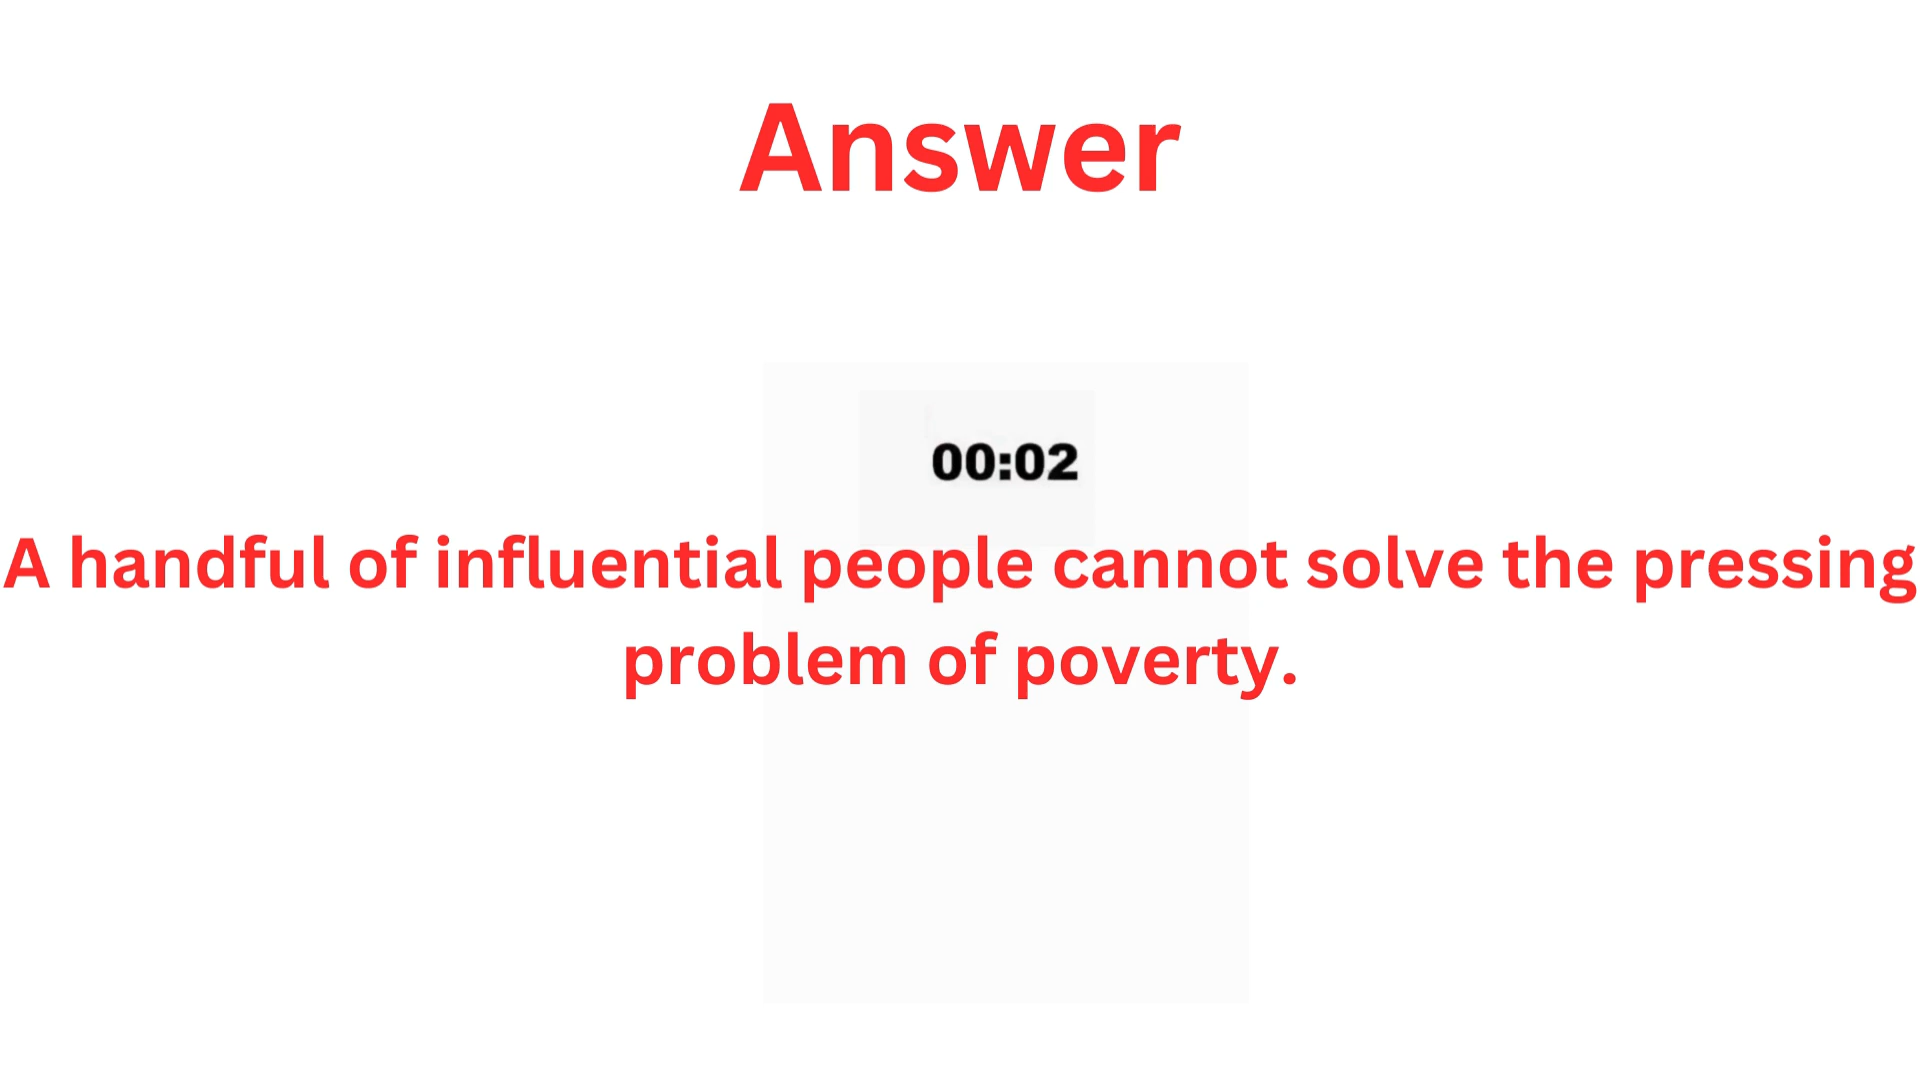 Answer
00:02
A handful of influential people cannot solve the pressing
problem of poverty.